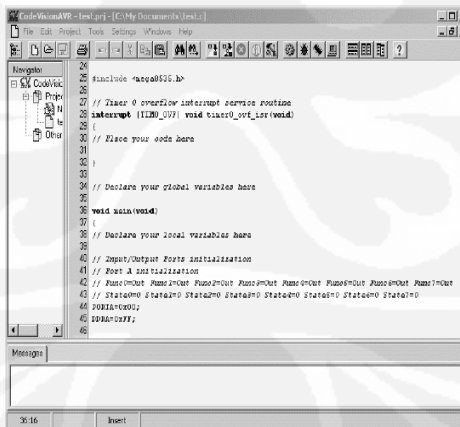 CodeVisionAVR - test.prj - [C:\My Documents\test.c]
File Edit Project Tools Settings Windows Help
Navigator
CodeVisic
Projec
N
te
Other
24
25 #include <mega8535.h>
26
27 // Timer 0 overflow interrupt service routine
28 interrupt [TIM0_OVF] void timer0_ovf_isr(void)
29 {
30 // Place your code here
31
32 }
33
34 // Declare your global variables here
35
36 void main(void)
37 {
38 // Declare your local variables here
39
40 // Input/Output Ports initialization
41 // Port A initialization
42 // Func0=Out Func1=Out Func2=Out Func3=Out Func4=Out Func5=Out Func6=Out Func7=Out
43 // State0=0 State1=0 State2=0 State3=0 State4=0 State5=0 State6=0 State7=0
44 PORTA=0x00;
45 DDRA=0xFF;
46
Messages
36:16
Insert